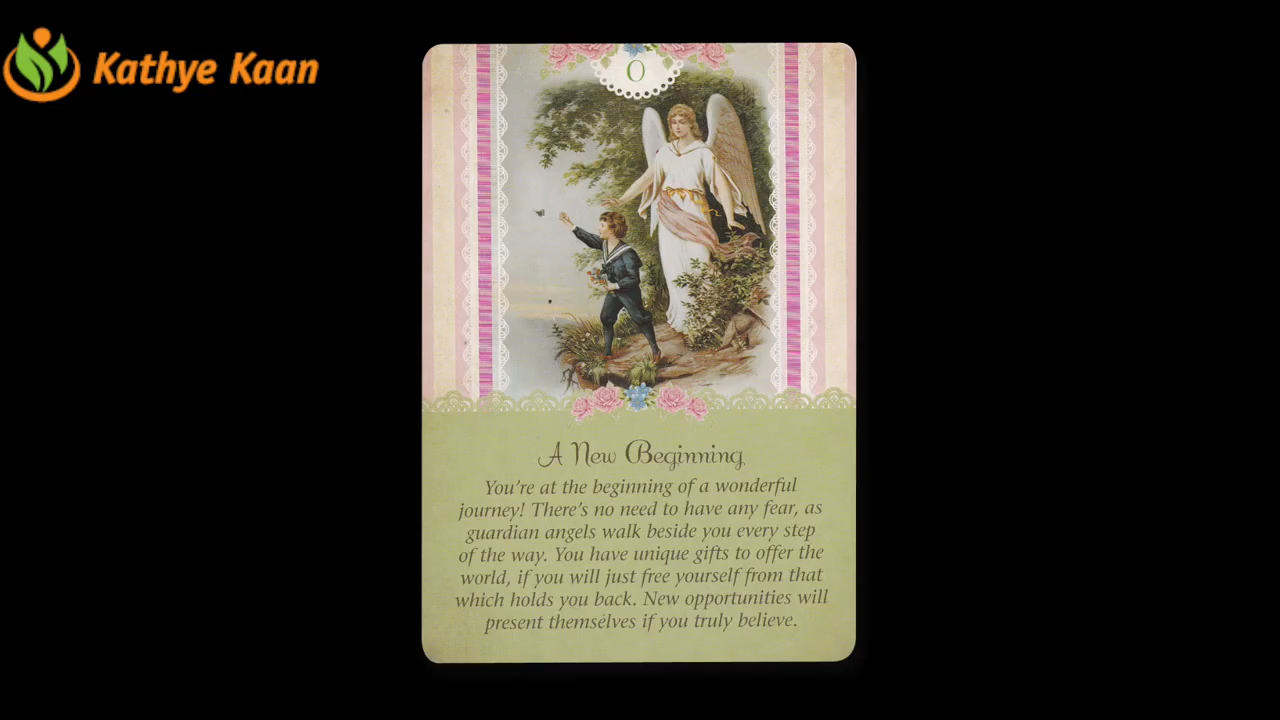 Kathye Kaan
0
A New Beginning
You're at the beginning of a wonderful
journey! There's no need to have any fear, as
guardian angels walk beside you every step
of the way. You have unique gifts to offer the
world, if you will just free yourself from that
which holds you back. New opportunities will
present themselves if you truly believe.